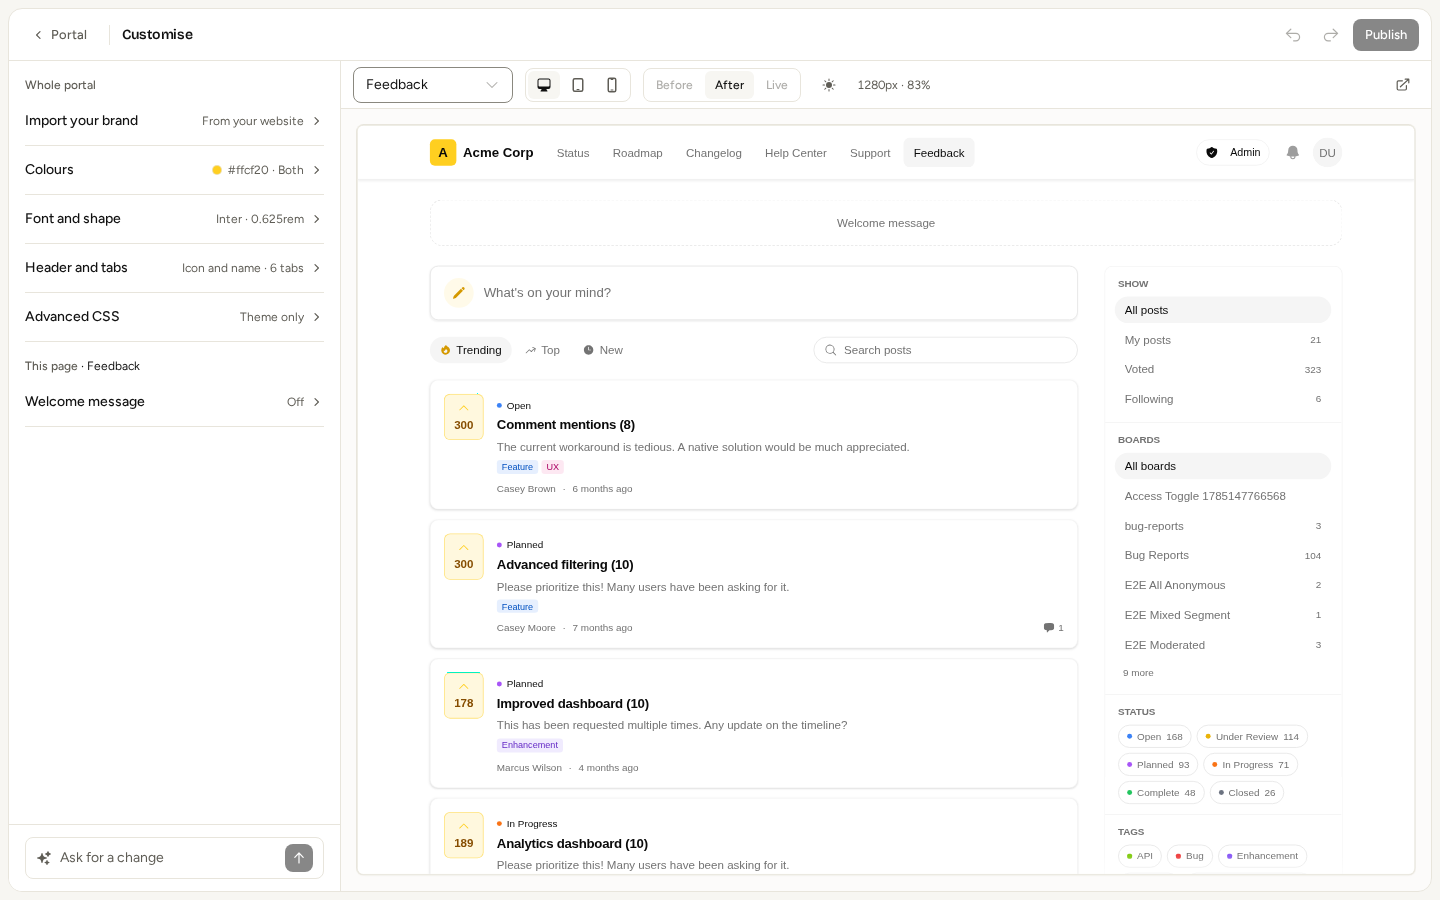 Portal
Customise
Publish
Whole portal
Import your brand From your website
Colours #ffcf20 · Both
Font and shape Inter · 0.625rem
Header and tabs Icon and name · 6 tabs
Advanced CSS Theme only
This page · Feedback
Welcome message Off
Ask for a change
Feedback
Before After Live
1280px · 83%
A Acme Corp Status Roadmap Changelog Help Center Support Feedback Admin DU
Welcome message
What's on your mind?
Trending Top New Search posts
300
Open
Comment mentions (8)
The current workaround is tedious. A native solution would be much appreciated.
Feature UX
Casey Brown · 6 months ago
300
Planned
Advanced filtering (10)
Please prioritize this! Many users have been asking for it.
Feature
Casey Moore · 7 months ago 1
178
Planned
Improved dashboard (10)
This has been requested multiple times. Any update on the timeline?
Enhancement
Marcus Wilson · 4 months ago
189
In Progress
Analytics dashboard (10)
Please prioritize this! Many users have been asking for it.
SHOW
All posts
My posts 21
Voted 323
Following 6
BOARDS
All boards
Access Toggle 1785147766568
bug-reports 3
Bug Reports 104
E2E All Anonymous 2
E2E Mixed Segment 1
E2E Moderated 3
9 more
STATUS
Open 168 Under Review 114
Planned 93 In Progress 71
Complete 48 Closed 26
TAGS
API Bug Enhancement